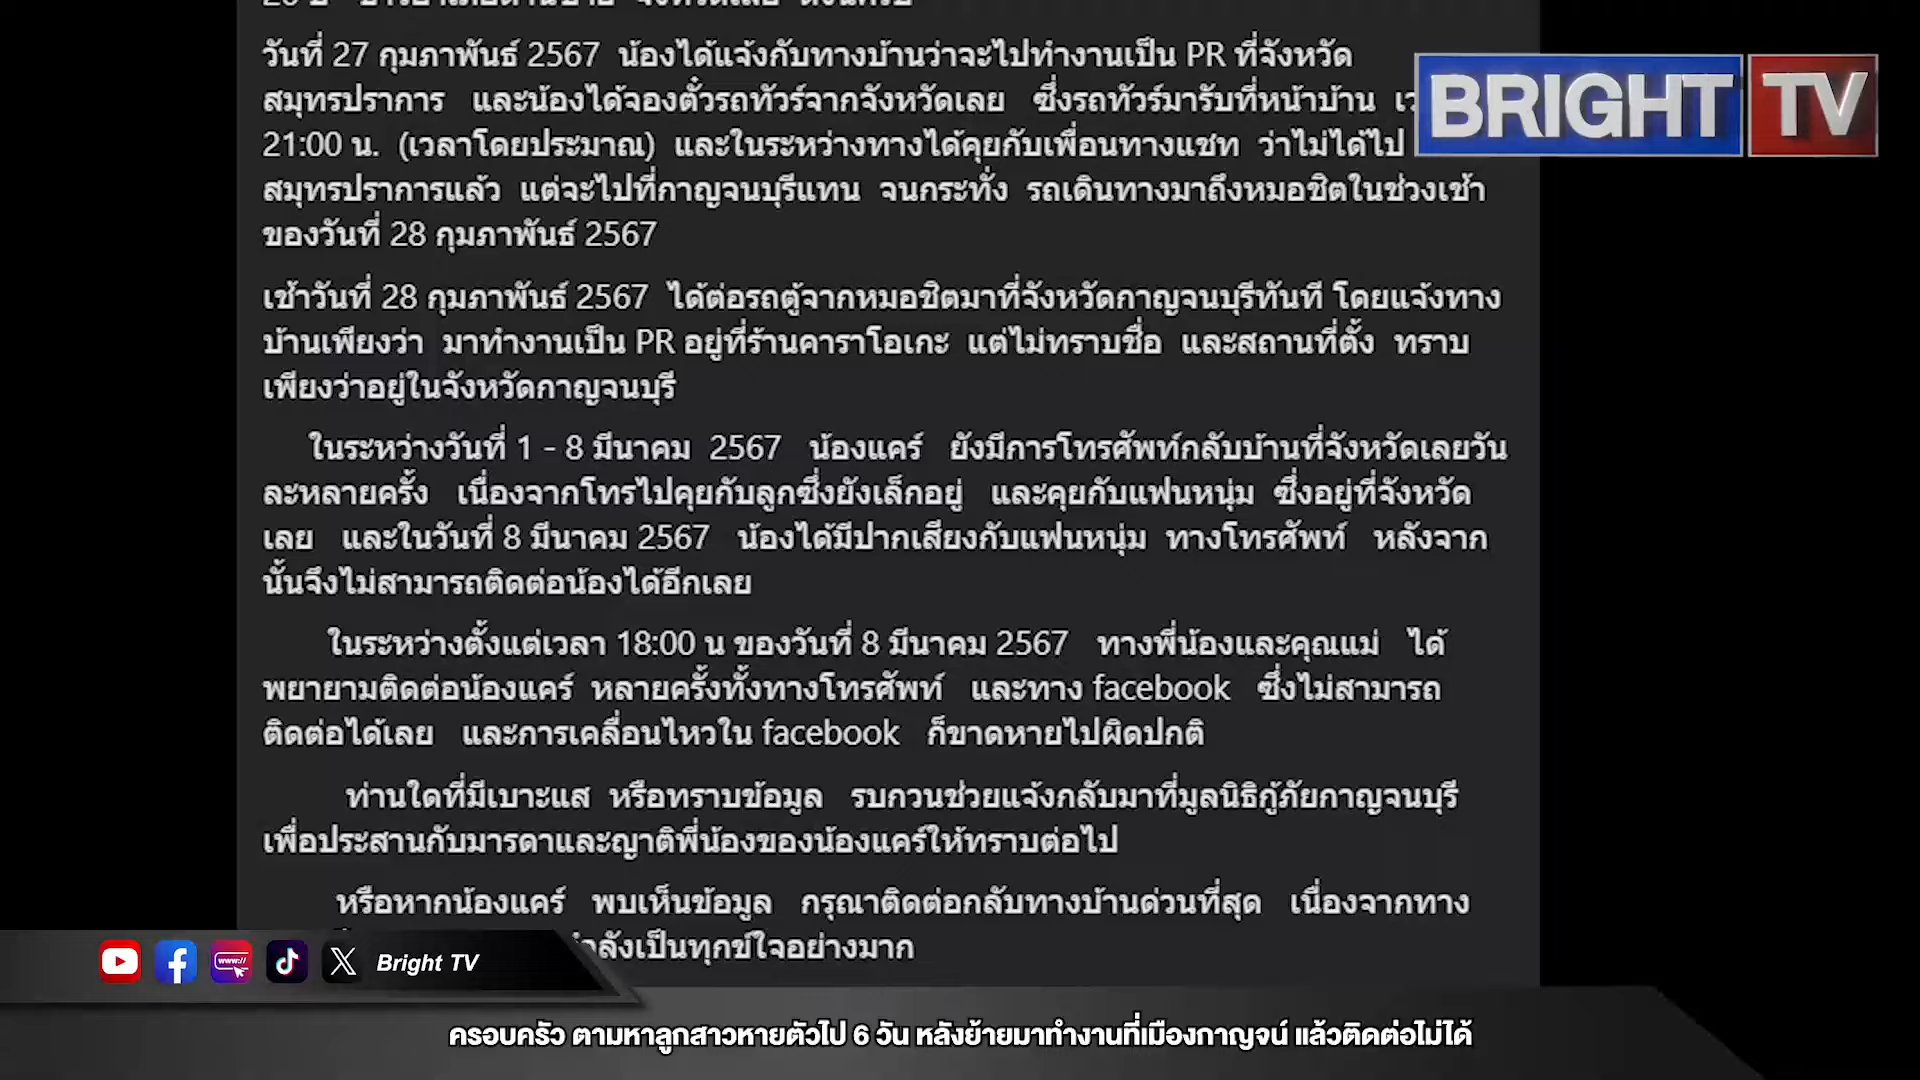 วันที่ 27 กุมภาพันธ์ 2567 น้องได้แจ้งกับทางบ้านว่าจะไปทำงานเป็น PR ที่จังหวัด
สมุทรปราการ และน้องได้จองตั๋วรถทัวร์จากจังหวัดเลย ซึ่งรถทัวร์มารับที่หน้าบ้าน
21:00 น. (เวลาโดยประมาณ) และในระหว่างทางได้คุยกับเพื่อนทางแชท ว่าไม่ได้ไป
สมุทรปราการแล้ว แต่จะไปที่กาญจนบุรีแทน จนกระทั่ง รถเดินทางมาถึงหมอชิตในช่วงเช้า
ของวันที่ 28 กุมภาพันธ์ 2567
BRIGHT TV
เช้าวันที่ 28 กุมภาพันธ์ 2567 ได้ต่อรถตู้จากหมอชิตมาที่จังหวัดกาญจนบุรีทันที โดยแจ้งทาง
บ้านเพียงว่า มาทำงานเป็น PR อยู่ที่ร้านคาราโอเกะ แต่ไม่ทราบชื่อ และสถานที่ตั้ง ทราบ
เพียงว่าอยู่ในจังหวัดกาญจนบุรี
ในระหว่างวันที่ 1 - 8 มีนาคม 2567 น้องแคร์ ยังมีการโทรศัพท์กลับบ้านที่จังหวัดเลยวัน
ละหลายครั้ง เนื่องจากโทรไปคุยกับลูกซึ่งยังเล็กอยู่ และคุยกับแฟนหนุ่ม ซึ่งอยู่ที่จังหวัด
เลย และในวันที่ 8 มีนาคม 2567 น้องได้มีปากเสียงกับแฟนหนุ่ม ทางโทรศัพท์ หลังจาก
นั้นจึงไม่สามารถติดต่อน้องได้อีกเลย
ในระหว่างตั้งแต่เวลา 18:00 น ของวันที่ 8 มีนาคม 2567 ทางพี่น้องและคุณแม่ ได้
พยายามติดต่อน้องแคร์ หลายครั้งทั้งทางโทรศัพท์ และทาง facebook ซึ่งไม่สามารถ
ติดต่อได้เลย และการเคลื่อนไหวใน facebook ก็ขาดหายไปผิดปกติ
ท่านใดที่มีเบาะแส หรือทราบข้อมูล รบกวนช่วยแจ้งกลับมาที่มูลนิธิกู้ภัยกาญจนบุรี
เพื่อประสานกับมารดาและญาติพี่น้องของน้องแคร์ให้ทราบต่อไป
หรือหากน้องแคร์ พบเห็นข้อมูล กรุณาติดต่อกลับทางบ้านด่วนที่สุด เนื่องจากทาง
ลังเป็นทุกข์ใจอย่างมาก
www://
Bright TV
ครอบครัว ตามหาลูกสาวหายตัวไป 6 วัน หลังย้ายมาทำงานที่เมืองกาญจน์ แล้วติดต่อไม่ได้